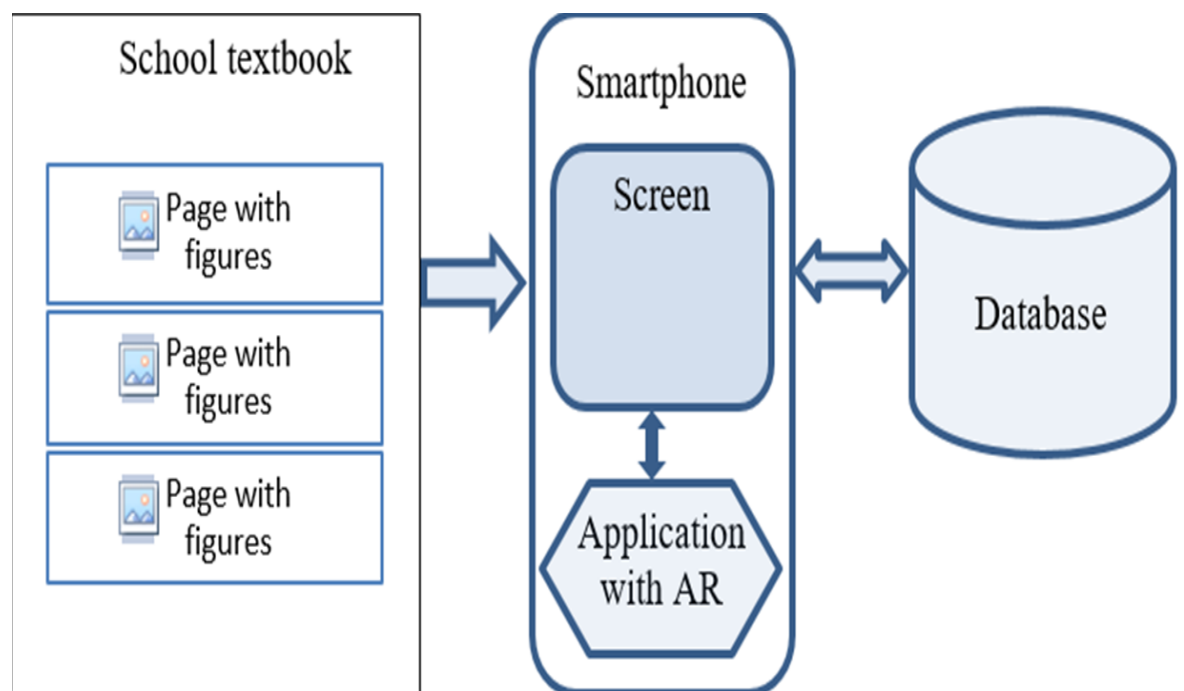 School textbook
Page with
figures
Page with
figures
Page with
figures
Smartphone
Screen
Application
with AR
Database